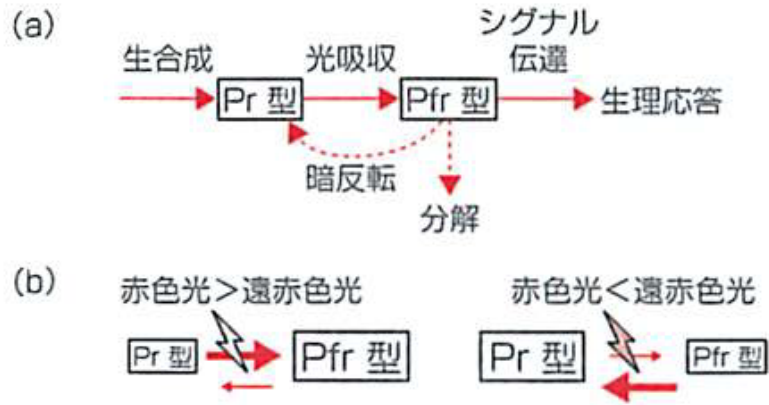 (a)
シグナル
生合成 光吸収 伝達
Pr 型 Pfr 型 生理応答
暗反転
分解
(b)
赤色光>遠赤色光 赤色光<遠赤色光
Pr 型 Pfr 型 Pr 型 Pfr 型